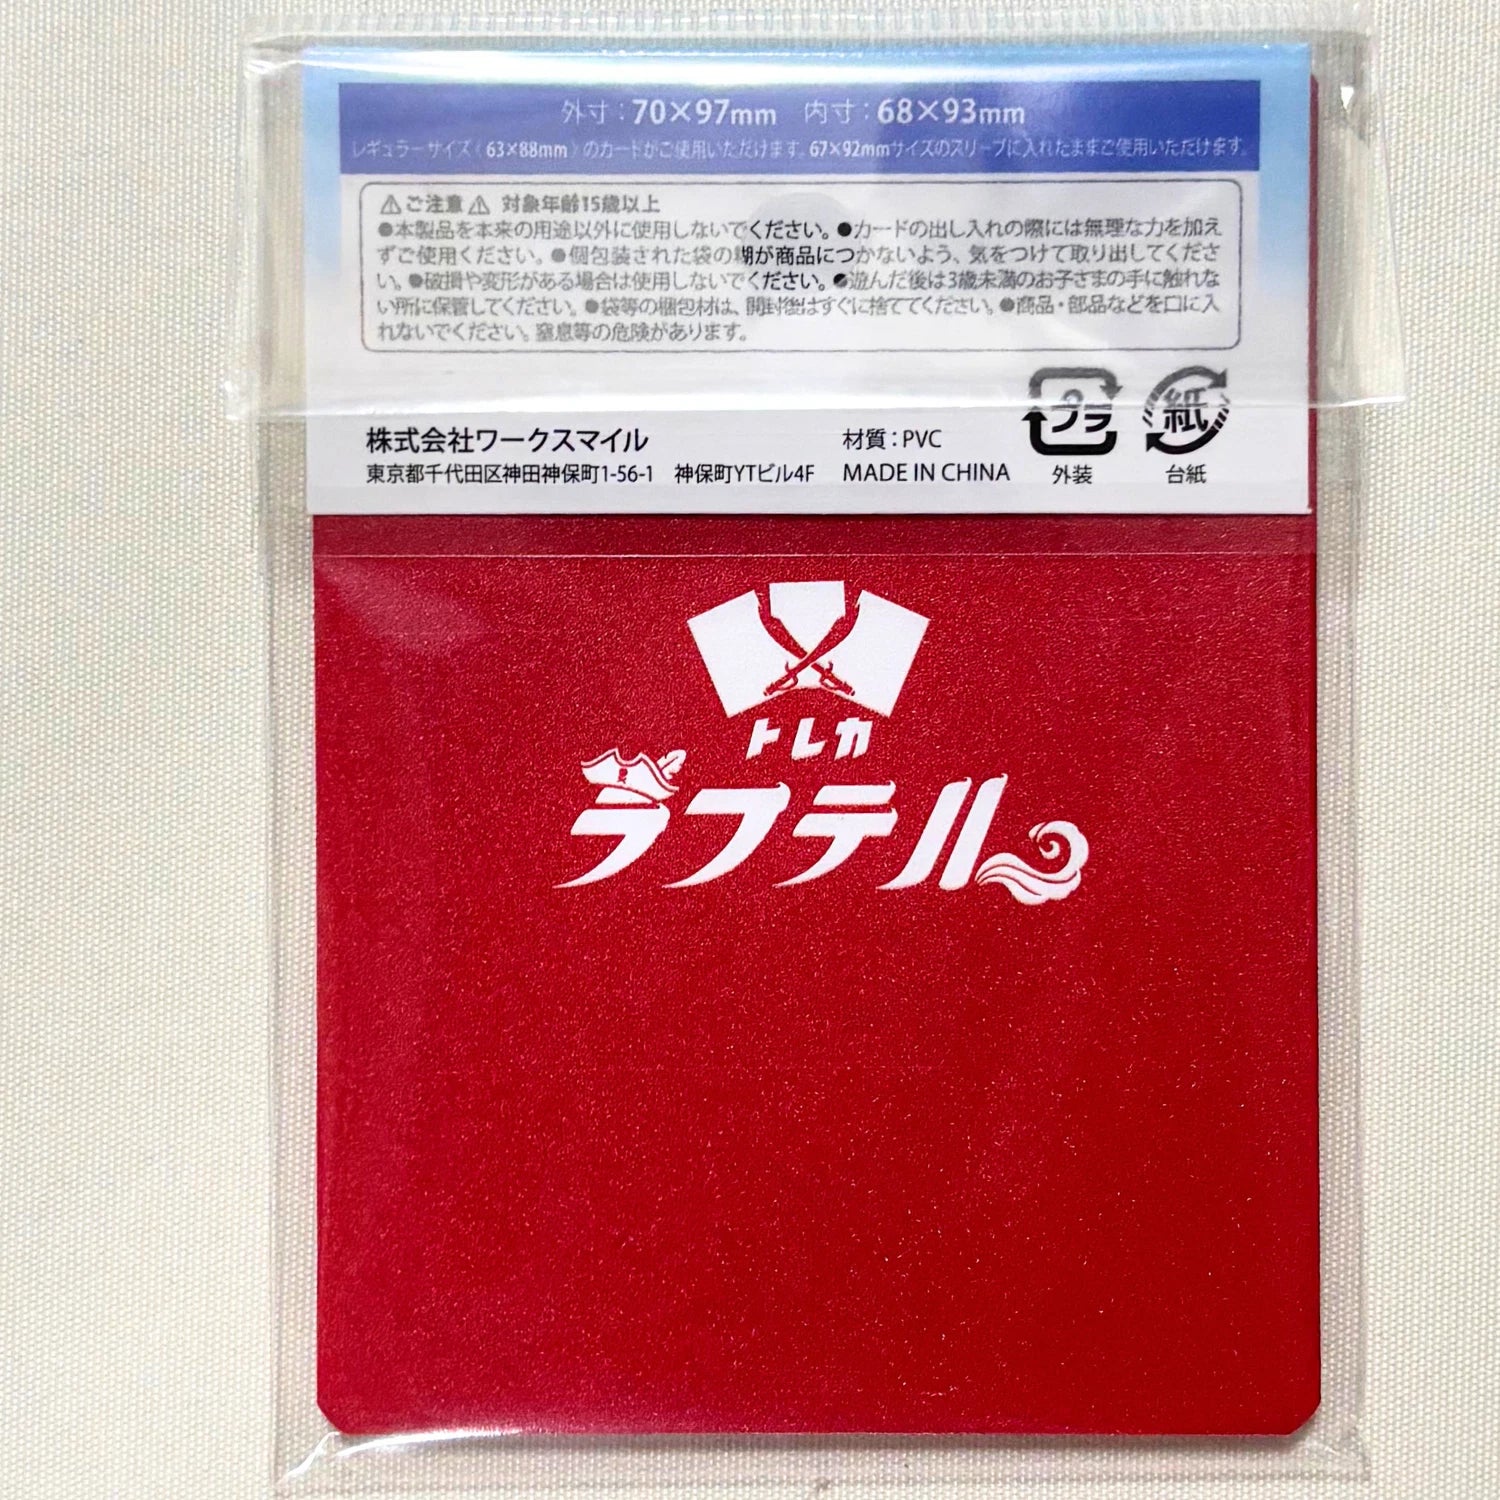 外寸：70×97mm　内寸：68×93mm
レギュラーサイズ（63×88mm）のカードがご使用いただけます。67×92mmサイズのスリーブに入れたままご使用いただけます。
⚠ご注意⚠ 対象年齢15歳以上
●本製品を本来の用途以外に使用しないでください。●カードの出し入れの際には無理な力を加え
ずご使用ください。●個包装された袋の糊が商品につかないよう、気をつけて取り出してくださ
い。●破損や変形がある場合は使用しないでください。●遊んだ後は3歳未満のお子さまの手に触れな
い所に保管してください。●袋等の梱包材は、開封後はすぐに捨ててください。●商品・部品などを口に入
れないでください。窒息等の危険があります。
株式会社ワークスマイル
東京都千代田区神田神保町1-56-1　神保町YTビル4F
材質：PVC
MADE IN CHINA
プラ
外装
紙
台紙
トレカ
ラフテル